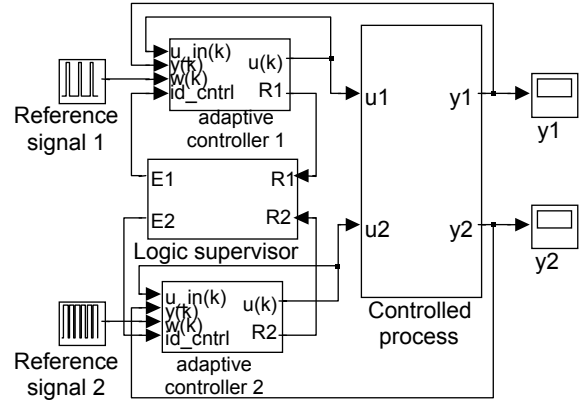 u_in(k)
y(k)
w(k)
id_cntrl
u(k)
R1
adaptive
controller 1
Reference
signal 1
E1
R1
E2
R2
Logic supervisor
u_in(k)
y(k)
w(k)
id_cntrl
u(k)
R2
adaptive
controller 2
Reference
signal 2
u1
y1
u2
y2
Controlled
process
y1
y2